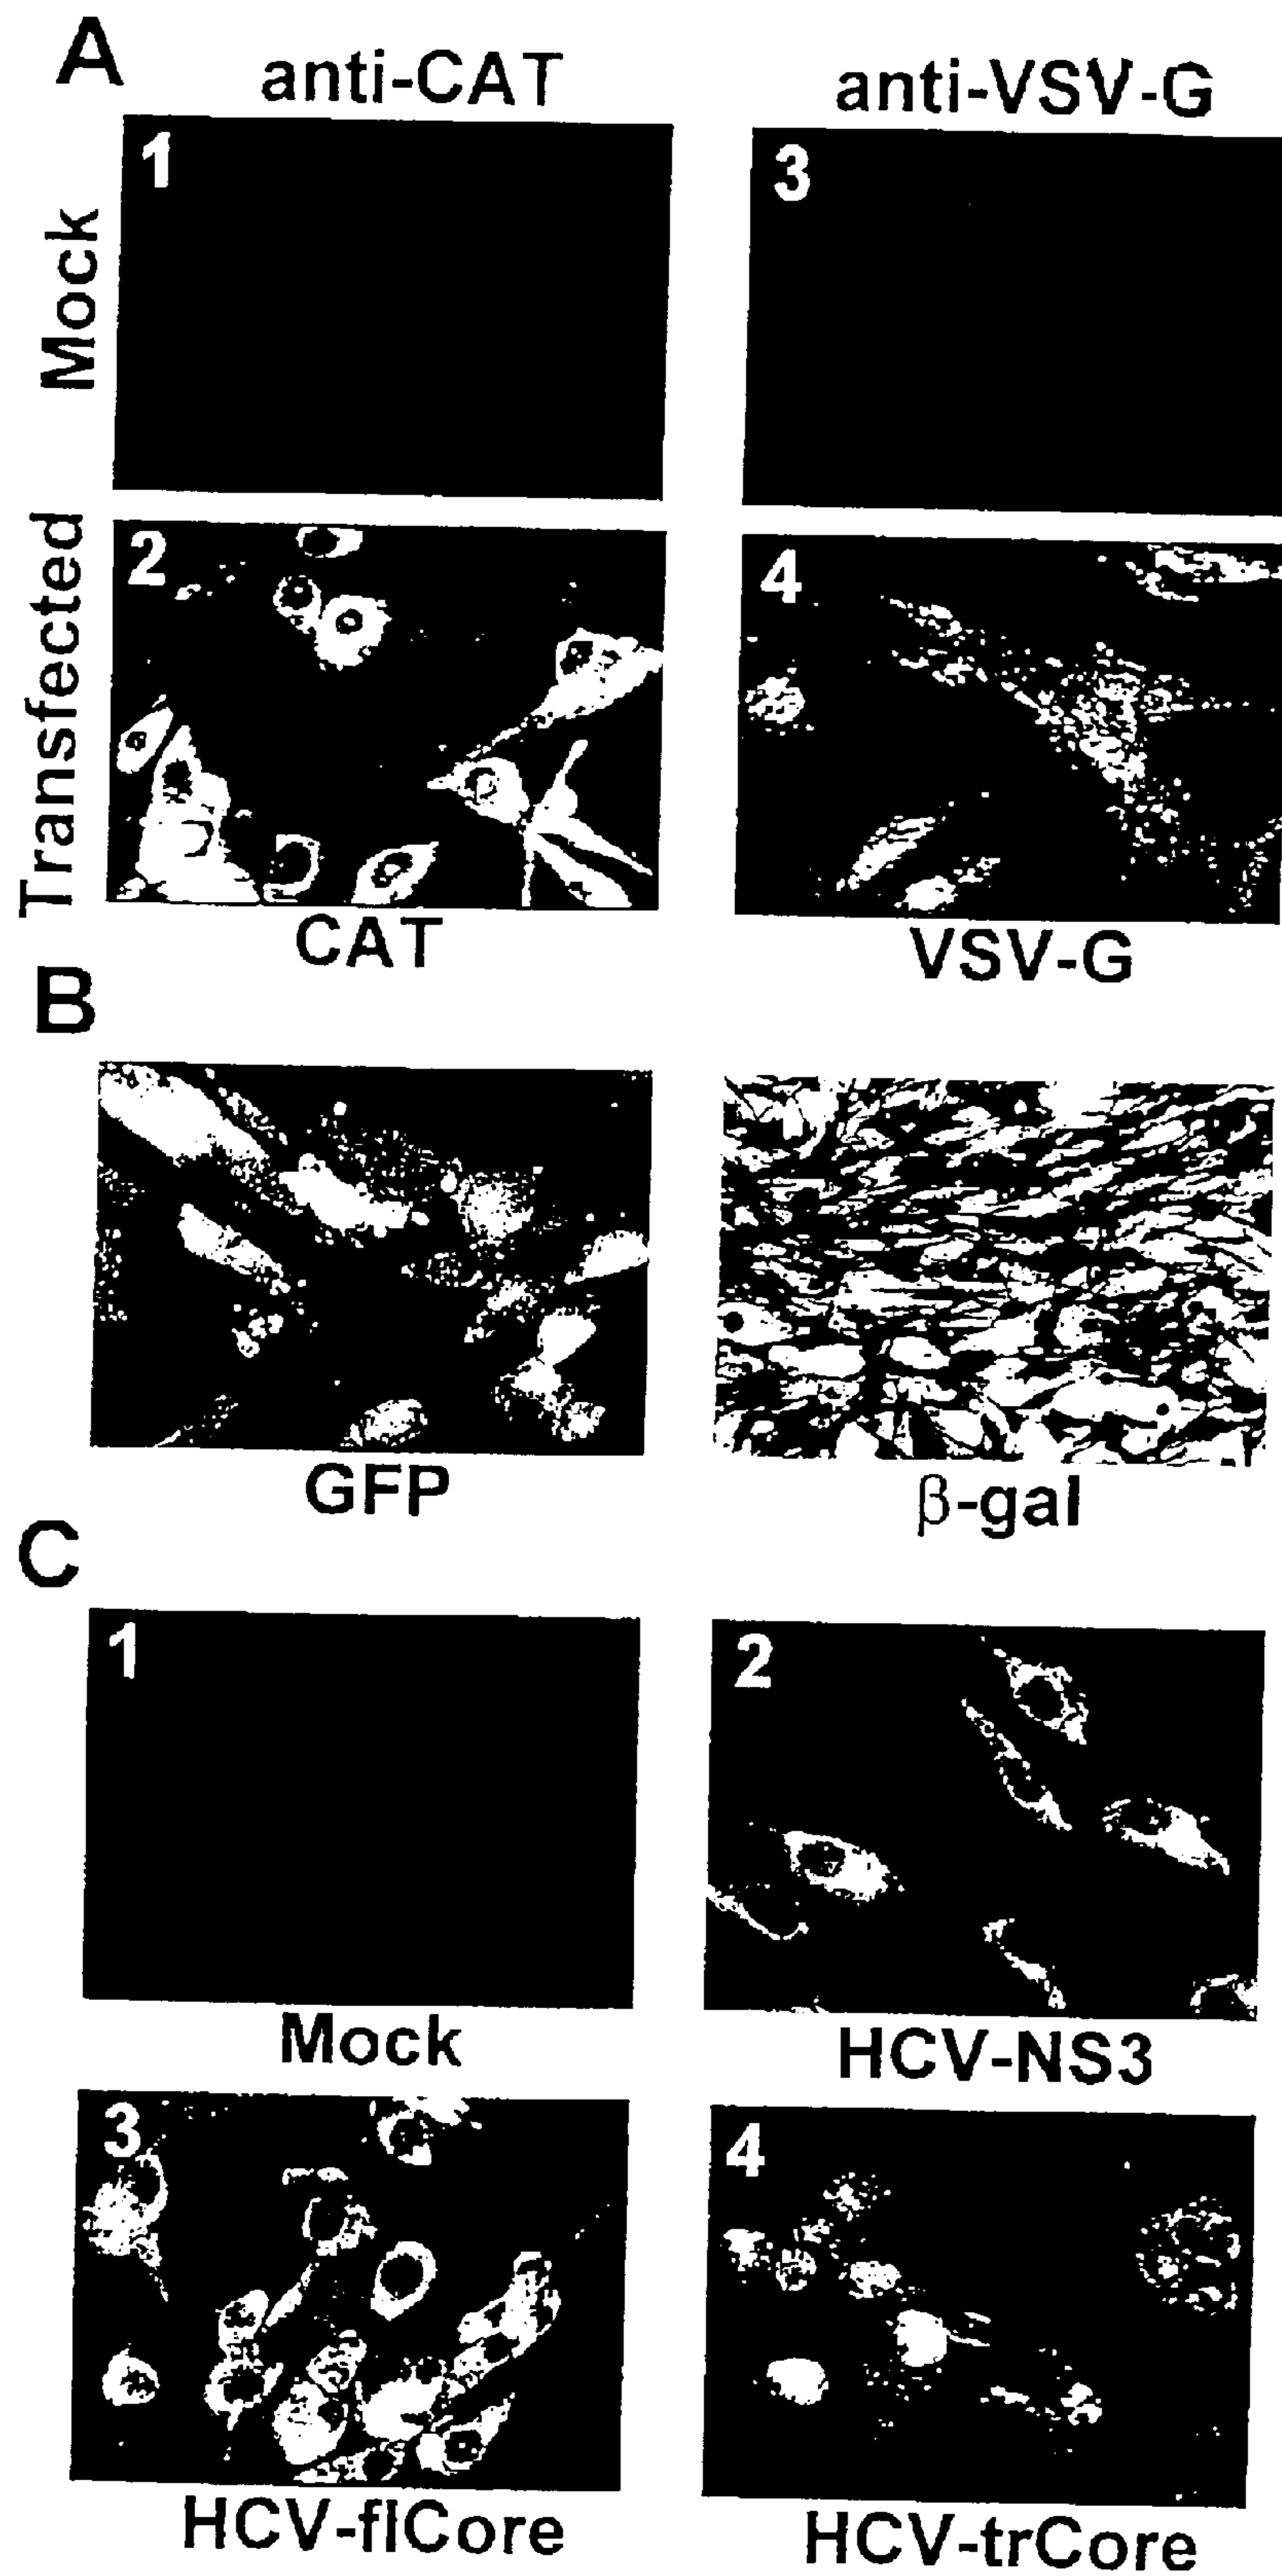 A
anti-CAT
anti-VSV-G
Mock
1
3
Transfected
2
4
CAT
VSV-G
B
GFP
β-gal
C
1
2
Mock
HCV-NS3
3
4
HCV-flCore
HCV-trCore